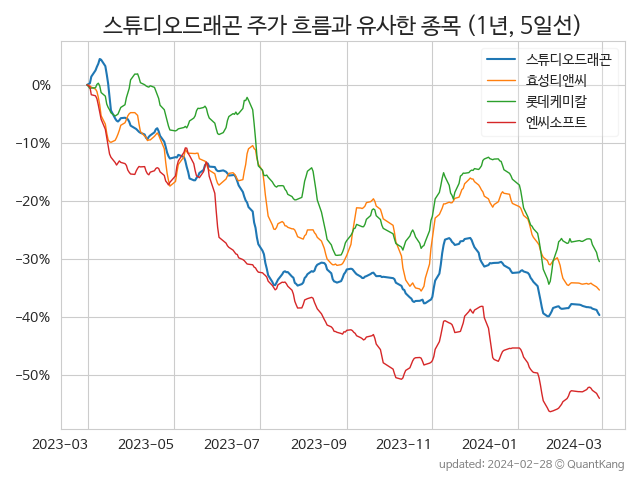 스튜디오드래곤 주가 흐름과 유사한 종목 (1년, 5일선)
스튜디오드래곤
효성티앤씨
롯데케미칼
엔씨소프트
0%
−10%
−20%
−30%
−40%
−50%
2023-03 2023-05 2023-07 2023-09 2023-11 2024-01 2024-03
updated: 2024-02-28 © QuantKang